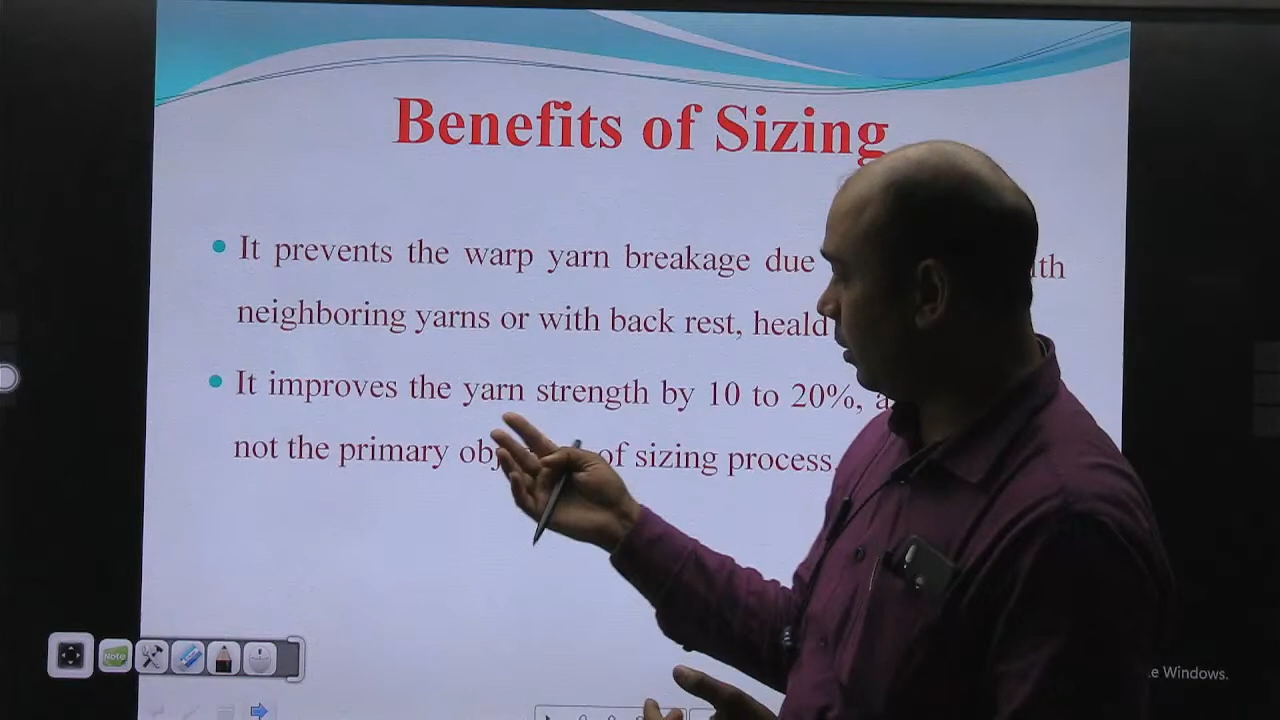 Benefits of Sizing
It prevents the warp yarn breakage due
neighboring yarns or with back rest, heald
It improves the yarn strength by 10 to 20%,
not the primary of sizing process.
Note
Windows.